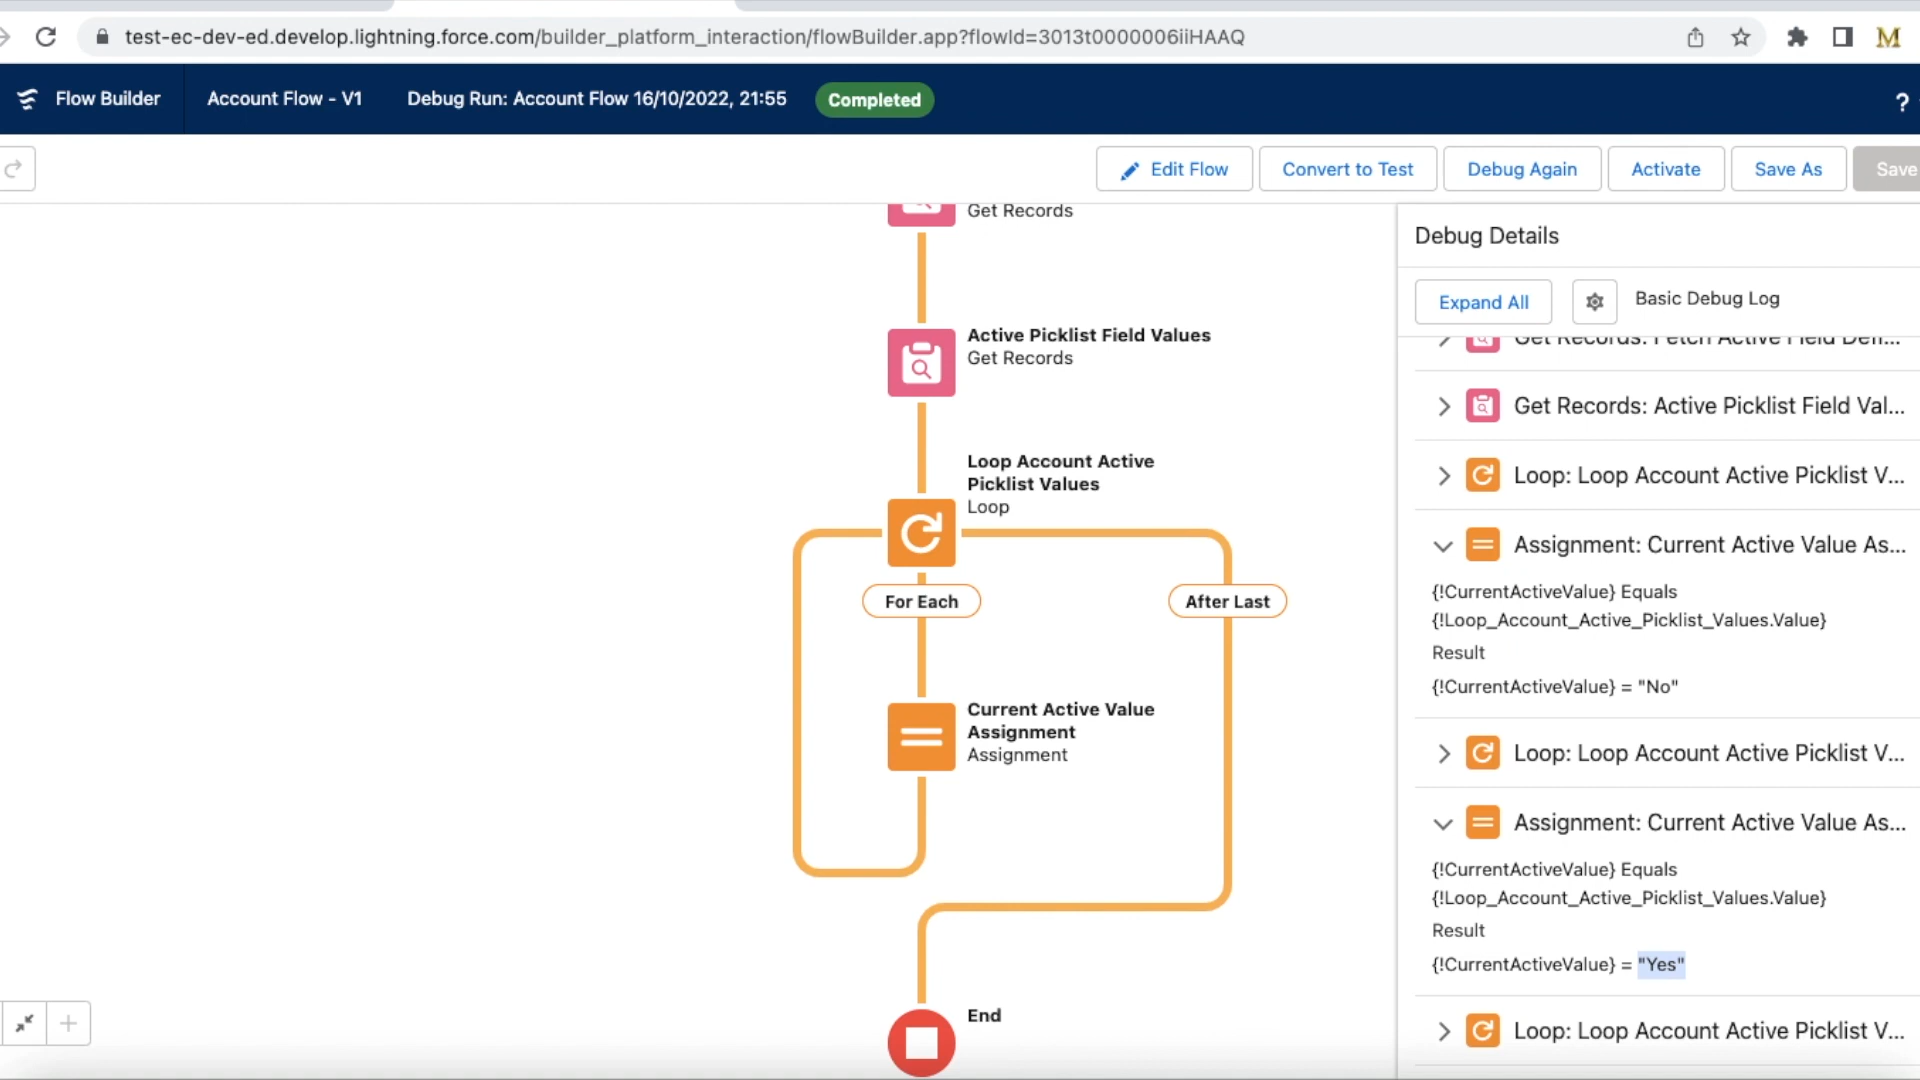 test-ec-dev-ed.develop.lightning.force.com/builder_platform_interaction/flowBuilder.app?flowId=3013t0000006iiHAAQ
M
Flow Builder
Account Flow - V1
Debug Run: Account Flow 16/10/2022, 21:55
Completed
?
Edit Flow
Convert to Test
Debug Again
Activate
Save As
Save
Get Records
Active Picklist Field Values
Get Records
Loop Account Active
Picklist Values
Loop
For Each
After Last
Current Active Value
Assignment
Assignment
End
Debug Details
Expand All
Basic Debug Log
Get Records: Fetch Active Field Defi...
Get Records: Active Picklist Field Val...
Loop: Loop Account Active Picklist V...
Assignment: Current Active Value As...
{!CurrentActiveValue} Equals
{!Loop_Account_Active_Picklist_Values.Value}
Result
{!CurrentActiveValue} = "No"
Loop: Loop Account Active Picklist V...
Assignment: Current Active Value As...
{!CurrentActiveValue} Equals
{!Loop_Account_Active_Picklist_Values.Value}
Result
{!CurrentActiveValue} = "Yes"
Loop: Loop Account Active Picklist V...